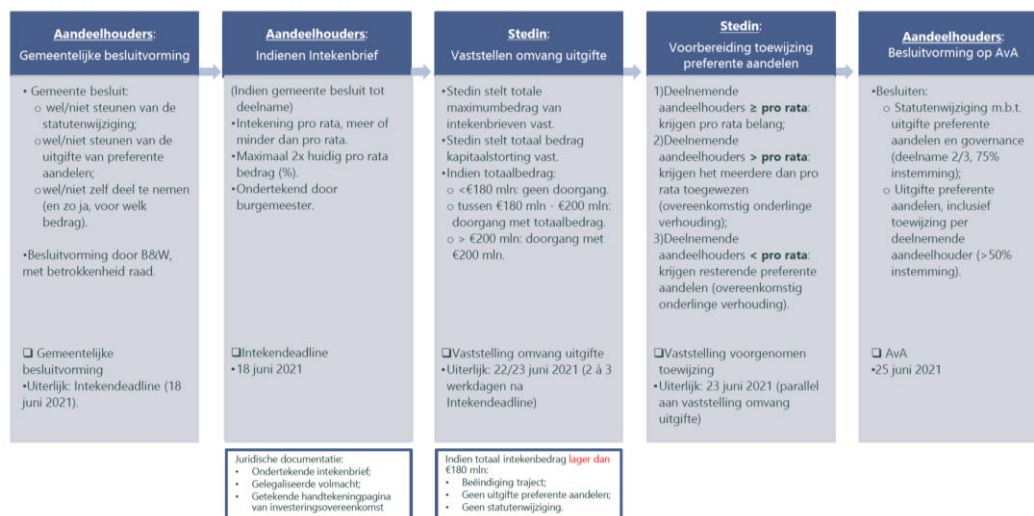 Aandeelhouders:
Gemeentelijke besluitvorming
• Gemeente besluit:
o wel/niet steunen van de
statutenwijziging;
o wel/niet steunen van de
uitgifte van preferente
aandelen;
o wel/niet zelf deel te nemen
(en zo ja, voor welk
bedrag).
•Besluitvorming door B&W,
met betrokkenheid raad.
❑ Gemeentelijke
besluitvorming
•Uiterlijk: Intekendeadline (18
juni 2021).
Aandeelhouders:
Indienen Intekenbrief
(Indien gemeente besluit tot
deelname)
•Intekening pro rata, meer of
minder dan pro rata.
•Maximaal 2x huidig pro rata
bedrag (%).
•Ondertekend door
burgemeester.
❑Intekendeadline
•18 juni 2021
Juridische documentatie:
• Ondertekende intekenbrief;
• Gelegaliseerde volmacht;
• Getekende handtekeningpagina
van investeringsovereenkomst
Stedin:
Vaststellen omvang uitgifte
•Stedin stelt totale
maximumbedrag van
intekenbrieven vast.
•Stedin stelt totaal bedrag
kapitaalstorting vast.
•Indien totaalbedrag:
o <€180 mln: geen doorgang.
o tussen €180 mln - €200 mln:
doorgang met totaalbedrag.
o > €200 mln: doorgang met
€200 mln.
❑Vaststelling omvang uitgifte
•Uiterlijk: 22/23 juni 2021 (2 à 3
werkdagen na
Intekendeadline)
Indien totaal intekenbedrag lager dan
€180 mln:
• Beëindiging traject;
• Geen uitgifte preferente aandelen;
• Geen statutenwijziging.
Stedin:
Voorbereiding toewijzing
preferente aandelen
1)Deelnemende
aandeelhouders ≥ pro rata:
krijgen pro rata belang;
2)Deelnemende
aandeelhouders > pro rata:
krijgen het meerdere dan pro
rata toegewezen
(overeenkomstig onderlinge
verhouding);
3)Deelnemende
aandeelhouders < pro rata:
krijgen resterende preferente
aandelen (overeenkomstig
onderlinge verhouding).
❑Vaststelling voorgenomen
toewijzing
•Uiterlijk: 23 juni 2021 (parallel
aan vaststelling omvang
uitgifte)
Aandeelhouders:
Besluitvorming op AvA
•Besluiten:
o Statutenwijziging m.b.t.
uitgifte preferente
aandelen en governance
(deelname 2/3, 75%
instemming);
o Uitgifte preferente
aandelen, inclusief
toewijzing per
deelnemende
aandeelhouder (>50%
instemming).
❑ AvA
•25 juni 2021